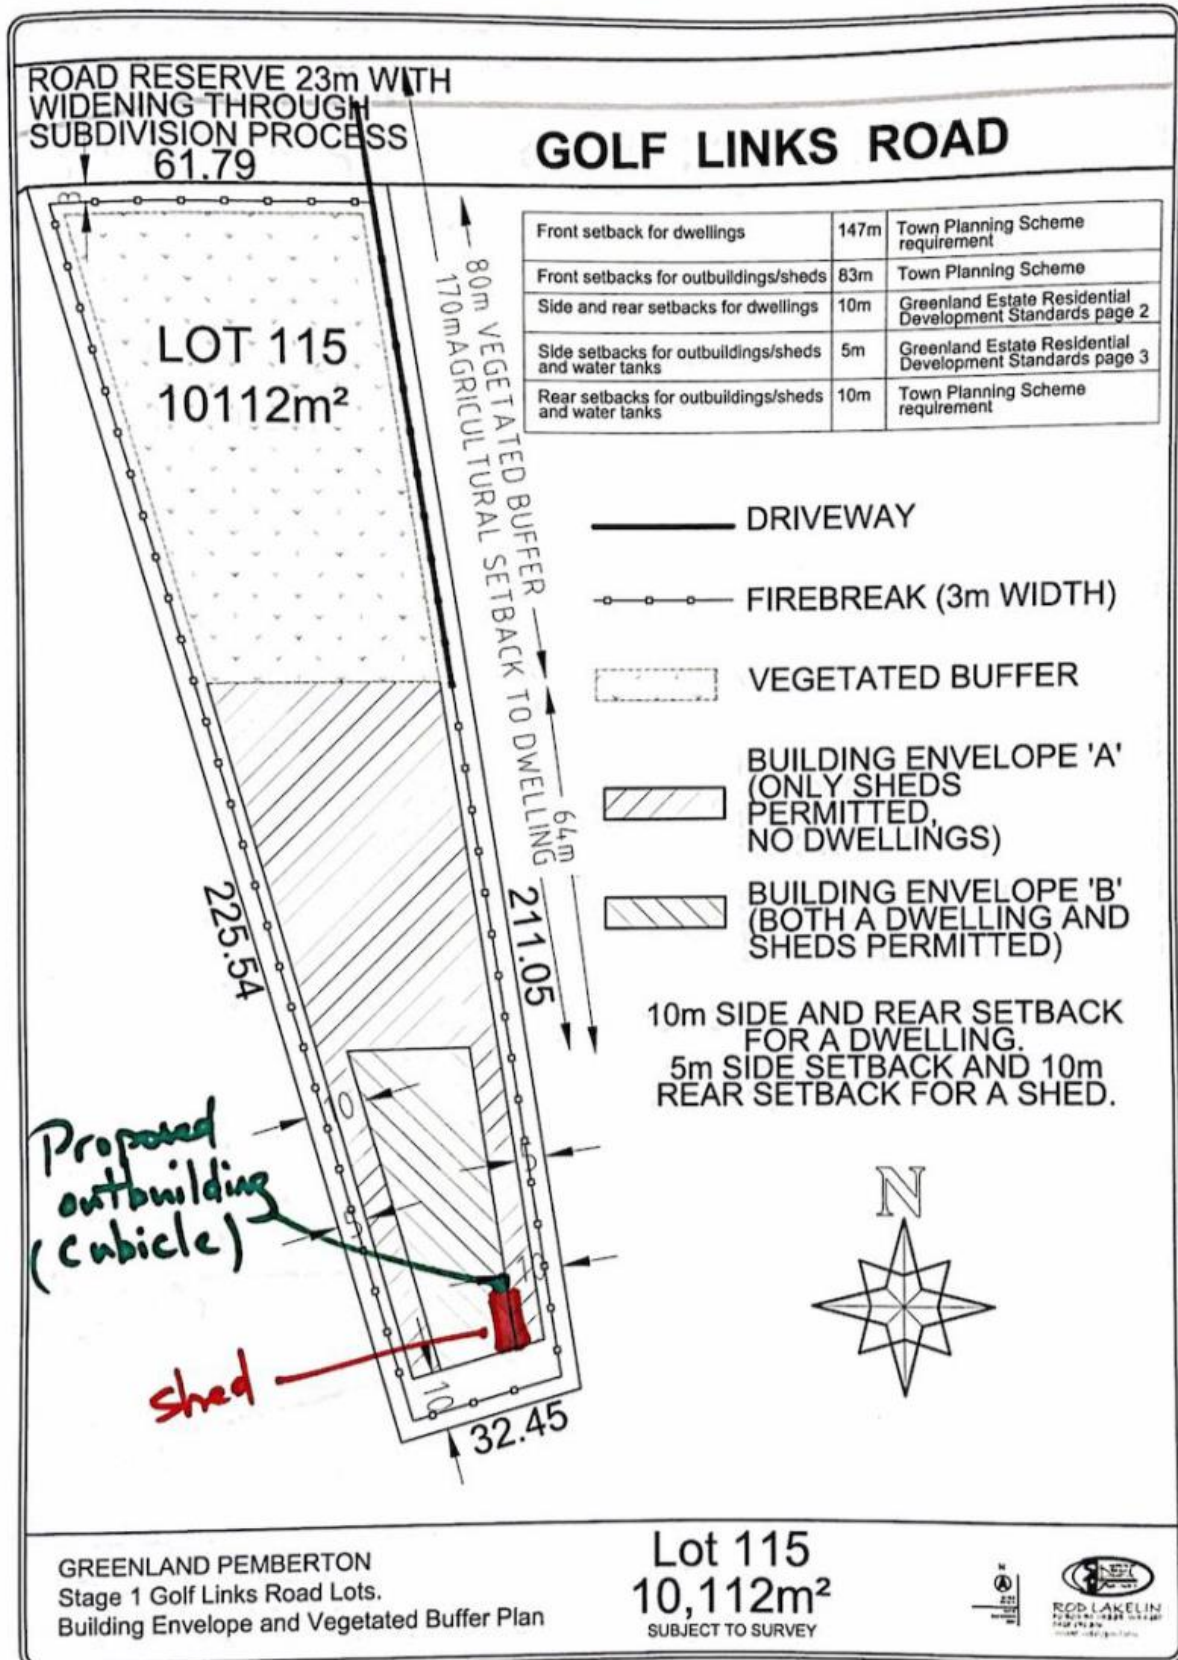 ROAD RESERVE 23m WITH
WIDENING THROUGH
SUBDIVISION PROCESS
61.79
GOLF LINKS ROAD
3
LOT 115
10112m²
80m VEGETATED BUFFER
170m AGRICULTURAL SETBACK TO DWELLING
64m
Front setback for dwellings 147m Town Planning Scheme
requirement
Front setbacks for outbuildings/sheds 83m Town Planning Scheme
Side and rear setbacks for dwellings 10m Greenland Estate Residential
Development Standards page 2
Side setbacks for outbuildings/sheds
and water tanks 5m Greenland Estate Residential
Development Standards page 3
Rear setbacks for outbuildings/sheds
and water tanks 10m Town Planning Scheme
requirement
DRIVEWAY
FIREBREAK (3m WIDTH)
VEGETATED BUFFER
BUILDING ENVELOPE 'A'
(ONLY SHEDS
PERMITTED,
NO DWELLINGS)
BUILDING ENVELOPE 'B'
(BOTH A DWELLING AND
SHEDS PERMITTED)
225.54
211.05
10m SIDE AND REAR SETBACK
FOR A DWELLING.
5m SIDE SETBACK AND 10m
REAR SETBACK FOR A SHED.
Proposed
outbuilding
(cubicle)
5
5
10
shed
10
32.45
N
GREENLAND PEMBERTON
Stage 1 Golf Links Road Lots.
Building Envelope and Vegetated Buffer Plan
Lot 115
10,112m²
SUBJECT TO SURVEY
N
A
ROD LAKELIN